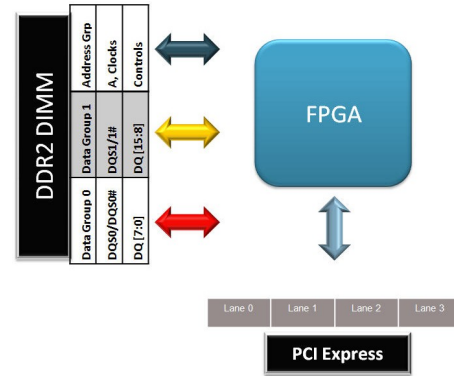 DDR2 DIMM
Address Grp
A, Clocks
Controls
Data Group 1
DQS1/1#
DQ [15:8]
Data Group 0
DQS0/DQS0#
DQ [7:0]
FPGA
Lane 0 Lane 1 Lane 2 Lane 3
PCI Express